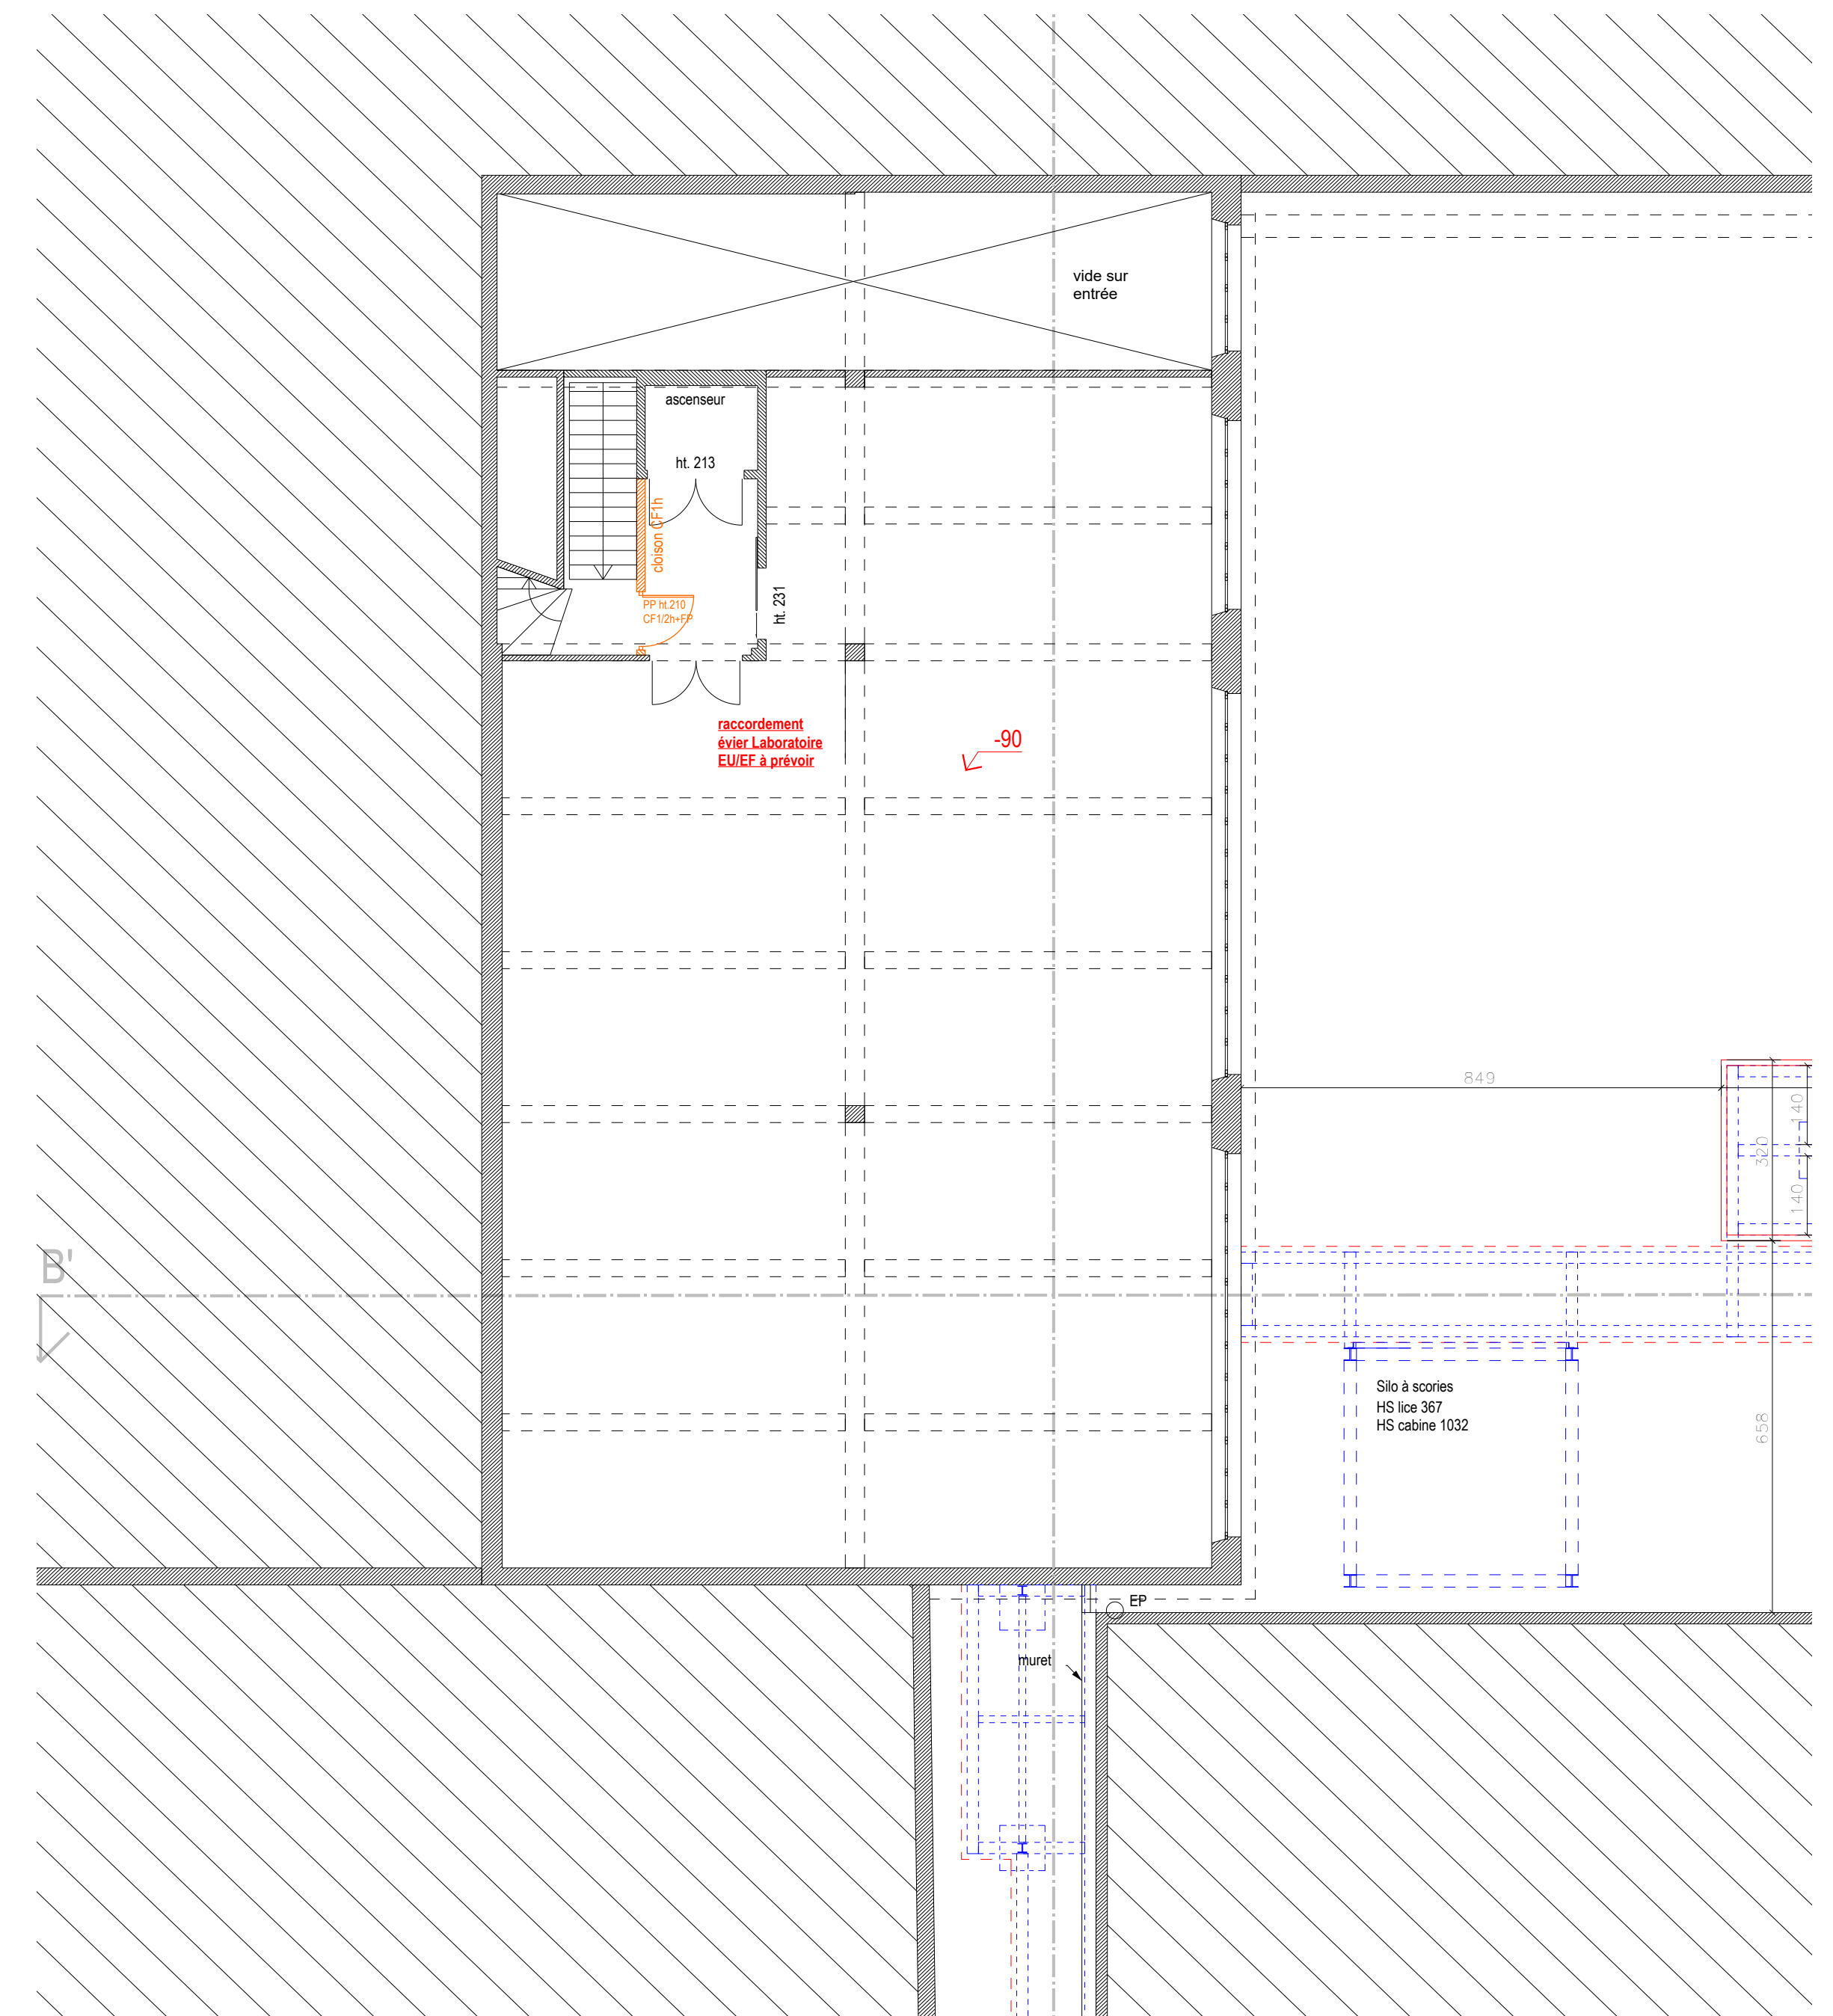 vide sur
entrée
ascenseur
ht. 213
cloison CF1h
PP ht.210
CF1/2h+FP
ht. 231
raccordement
évier Laboratoire
EU/EF à prévoir
-90
849
140
320
140
B'
Silo à scories
HS lice 367
HS cabine 1032
658
EP
muret